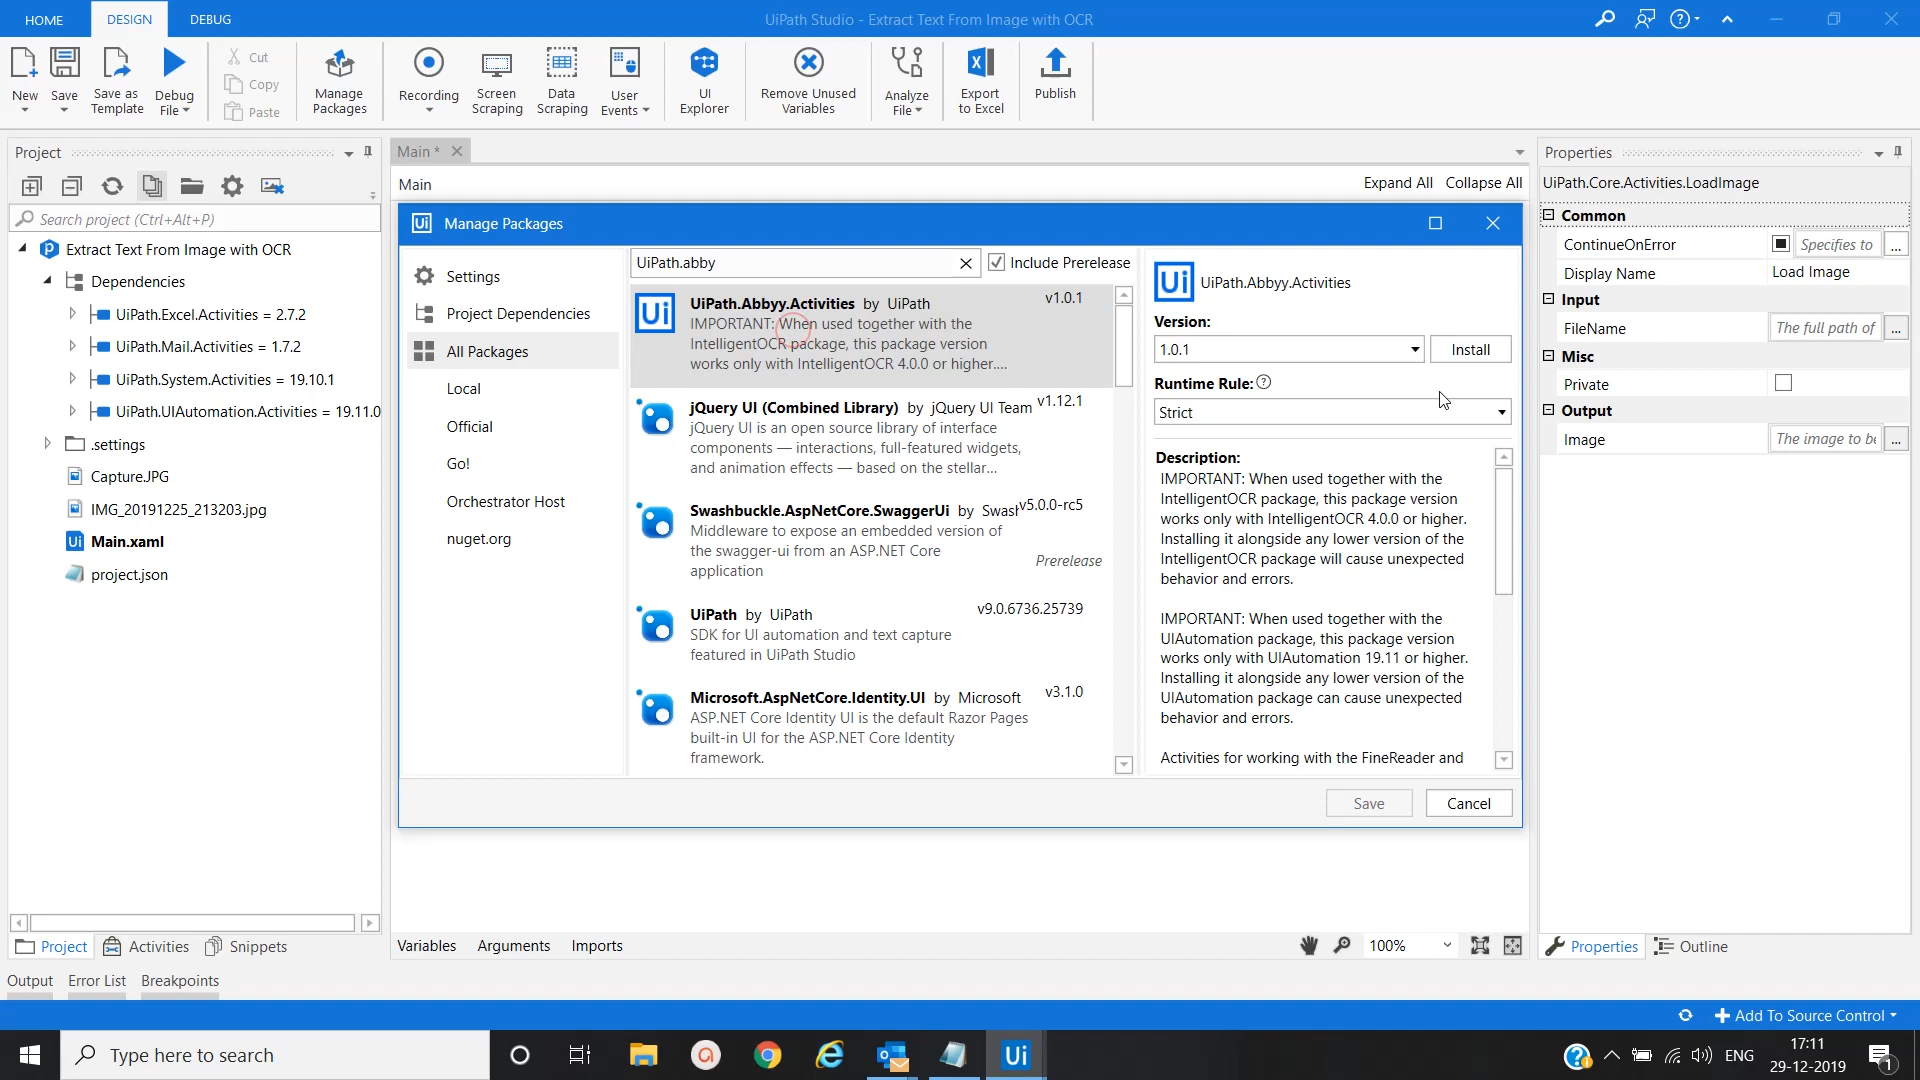 HOME
DESIGN
DEBUG
UiPath Studio - Extract Text From Image with OCR
New
Save
Save as Template
Debug File
Cut
Copy
Paste
Manage Packages
Recording
Screen Scraping
Data Scraping
User Events
UI Explorer
Remove Unused Variables
Analyze File
Export to Excel
Publish
Project
Search project (Ctrl+Alt+P)
Extract Text From Image with OCR
Dependencies
UiPath.Excel.Activities = 2.7.2
UiPath.Mail.Activities = 1.7.2
UiPath.System.Activities = 19.10.1
UiPath.UIAutomation.Activities = 19.11.0
.settings
Capture.JPG
IMG_20191225_213203.jpg
Main.xaml
project.json
Project
Activities
Snippets
Output
Error List
Breakpoints
Main *
Main
Expand All
Collapse All
Manage Packages
Settings
Project Dependencies
All Packages
Local
Official
Go!
Orchestrator Host
nuget.org
UiPath.abby
Include Prerelease
UiPath.Abbyy.Activities by UiPath
v1.0.1
IMPORTANT: When used together with the
IntelligentOCR package, this package version
works only with IntelligentOCR 4.0.0 or higher....
jQuery UI (Combined Library) by jQuery UI Team
v1.12.1
jQuery UI is an open source library of interface
components — interactions, full-featured widgets,
and animation effects — based on the stellar...
Swashbuckle.AspNetCore.SwaggerUi by Swash
v5.0.0-rc5
Middleware to expose an embedded version of
the swagger-ui from an ASP.NET Core
application
Prerelease
UiPath by UiPath
v9.0.6736.25739
SDK for UI automation and text capture
featured in UiPath Studio
Microsoft.AspNetCore.Identity.UI by Microsoft
v3.1.0
ASP.NET Core Identity UI is the default Razor Pages
built-in UI for the ASP.NET Core Identity
framework.
Ui UiPath.Abbyy.Activities
Version:
1.0.1
Install
Runtime Rule:
Strict
Description:
IMPORTANT: When used together with the
IntelligentOCR package, this package version
works only with IntelligentOCR 4.0.0 or higher.
Installing it alongside any lower version of the
IntelligentOCR package will cause unexpected
behavior and errors.
IMPORTANT: When used together with the
UIAutomation package, this package version
works only with UIAutomation 19.11 or higher.
Installing it alongside any lower version of the
UIAutomation package can cause unexpected
behavior and errors.
Activities for working with the FineReader and
Save
Cancel
Variables
Arguments
Imports
100%
Properties
UiPath.Core.Activities.LoadImage
Common
ContinueOnError
Specifies to
...
Display Name
Load Image
Input
FileName
The full path of
...
Misc
Private
Output
Image
The image to be
...
Properties
Outline
Add To Source Control
Type here to search
Ui
ENG
17:11
29-12-2019
1